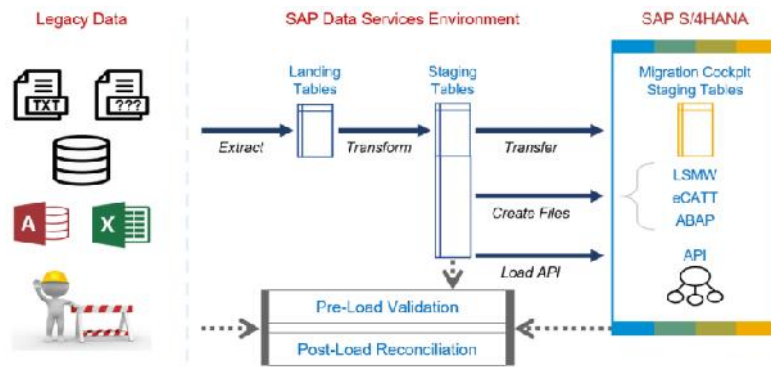 Legacy Data
SAP Data Services Environment
SAP S/4HANA
TXT
???
A
X
Landing
Tables
Staging
Tables
Migration Cockpit
Staging Tables
Extract
Transform
Transfer
LSMW
eCATT
ABAP
Create Files
Load API
API
Pre-Load Validation
Post-Load Reconciliation